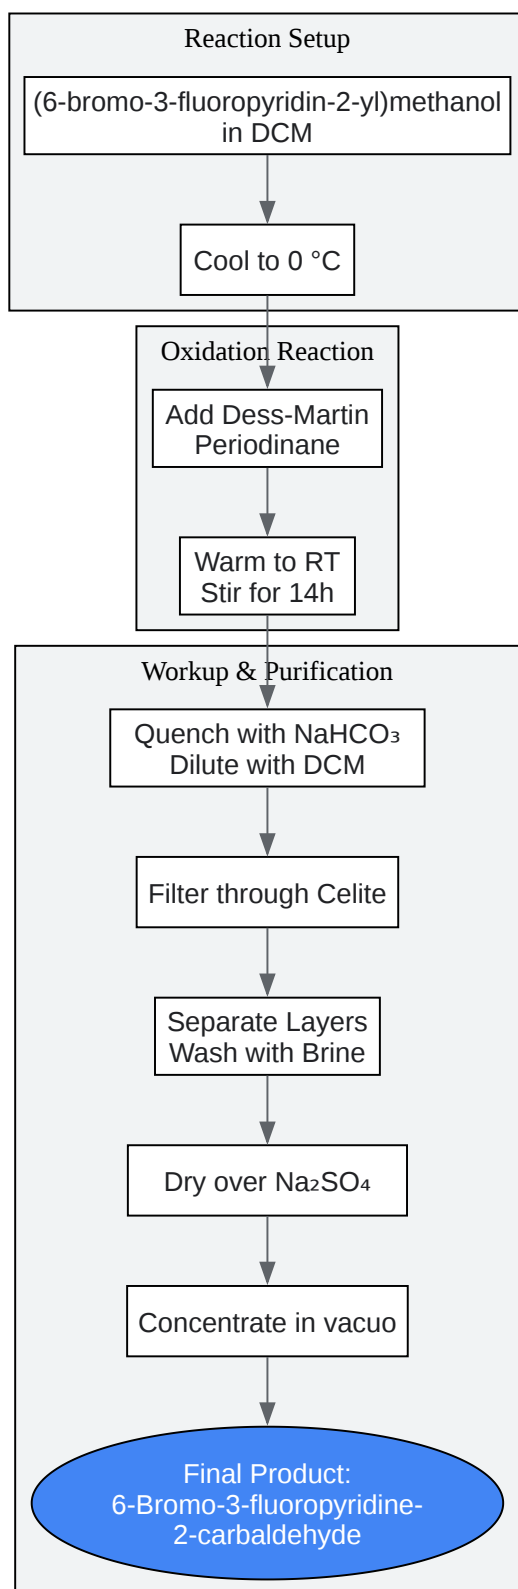 Reaction Setup
(6-bromo-3-fluoropyridin-2-yl)methanol
in DCM
Cool to 0 °C
Oxidation Reaction
Add Dess-Martin
Periodinane
Warm to RT
Stir for 14h
Workup & Purification
Quench with NaHCO₃
Dilute with DCM
Filter through Celite
Separate Layers
Wash with Brine
Dry over Na₂SO₄
Concentrate in vacuo
Final Product:
6-Bromo-3-fluoropyridine-
2-carbaldehyde